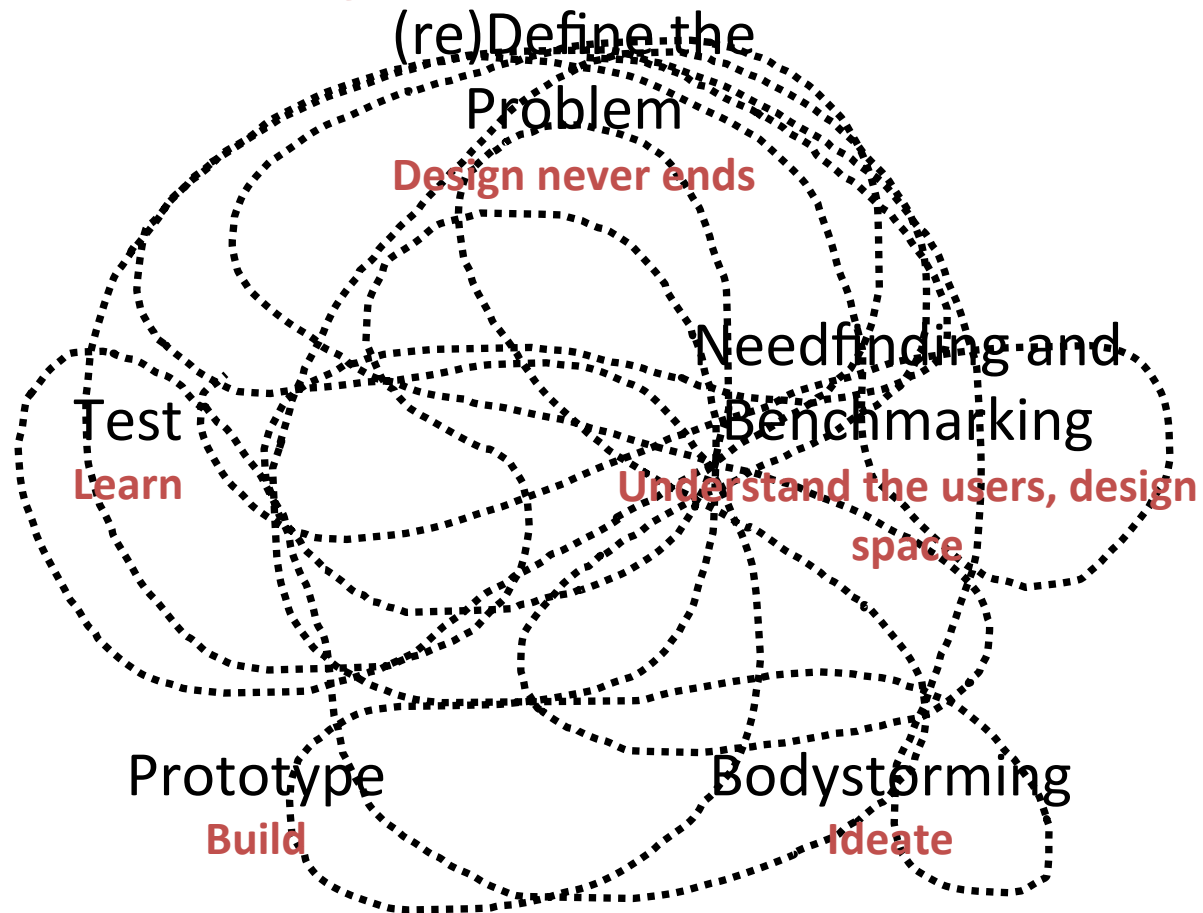 (re)Define the
Problem
Design never ends
Needfinding and
Benchmarking
Understand the users, design
space
Test
Learn
Prototype
Build
Bodystorming
Ideate